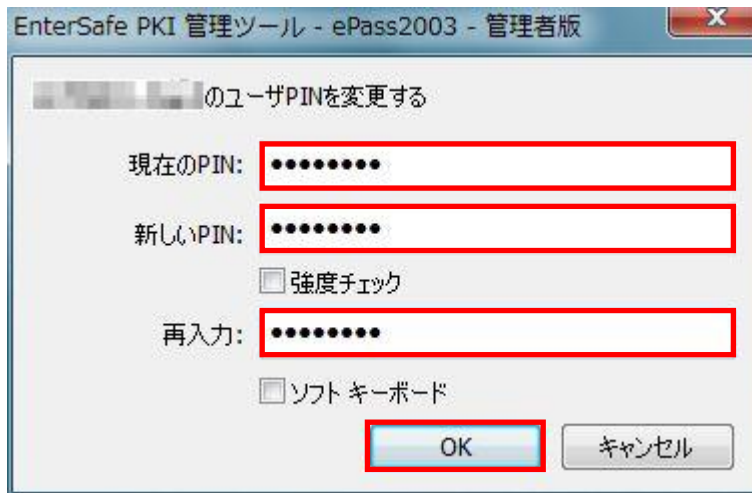 EnterSafe PKI 管理ツール - ePass2003 - 管理者版
のユーザPINを変更する
現在のPIN: ●●●●●●●●
新しいPIN: ●●●●●●●●
強度チェック
再入力: ●●●●●●●●
ソフト キーボード
OK キャンセル